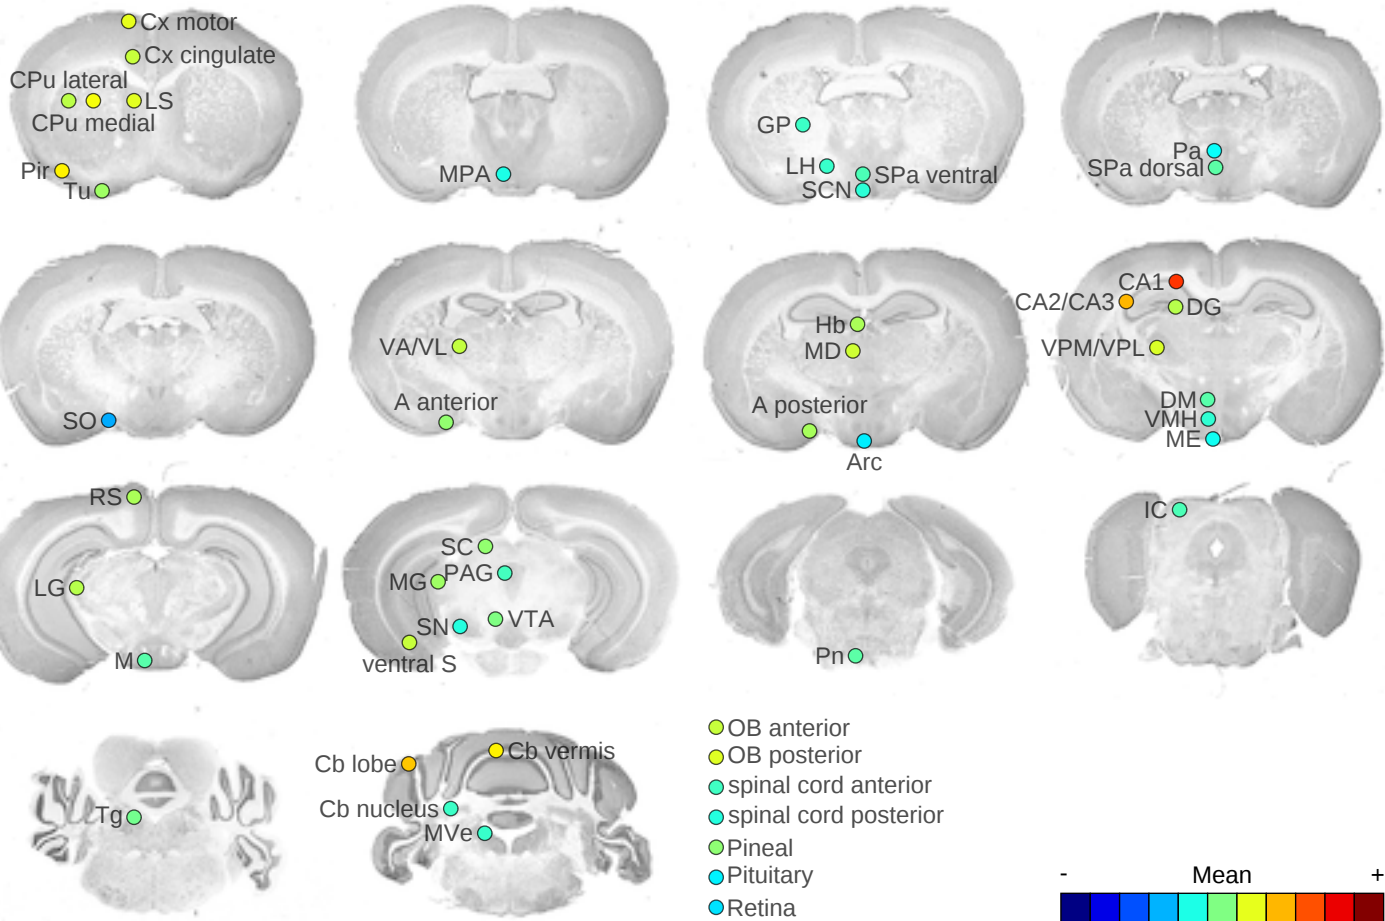 Cx motor
Cx cingulate
CPu lateral
LS
CPu medial
Pir
Tu
MPA
GP
LH
SPa ventral
SCN
Pa
SPa dorsal
SO
VA/VL
A anterior
Hb
MD
A posterior
Arc
CA1
CA2/CA3
DG
VPM/VPL
DM
VMH
ME
RS
LG
M
SC
PAG
MG
SN
VTA
ventral S
Pn
IC
Tg
Cb lobe
Cb vermis
Cb nucleus
MVe
OB anterior
OB posterior
spinal cord anterior
spinal cord posterior
Pineal
Pituitary
Retina
- Mean +